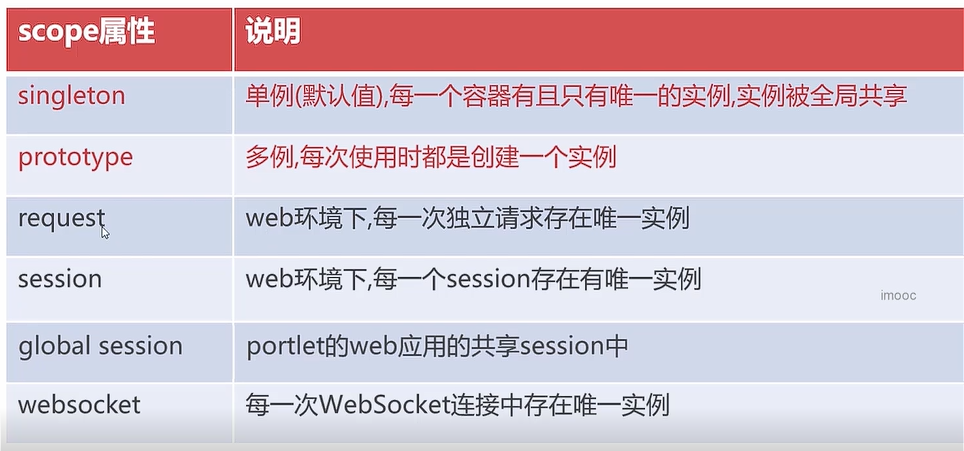 scope属性 说明
singleton 单例(默认值),每一个容器有且只有唯一的实例,实例被全局共享
prototype 多例,每次使用时都是创建一个实例
request web环境下,每一次独立请求存在唯一实例
session web环境下,每一个session存在有唯一实例
imooc
global session portlet的web应用的共享session中
websocket 每一次WebSocket连接中存在唯一实例